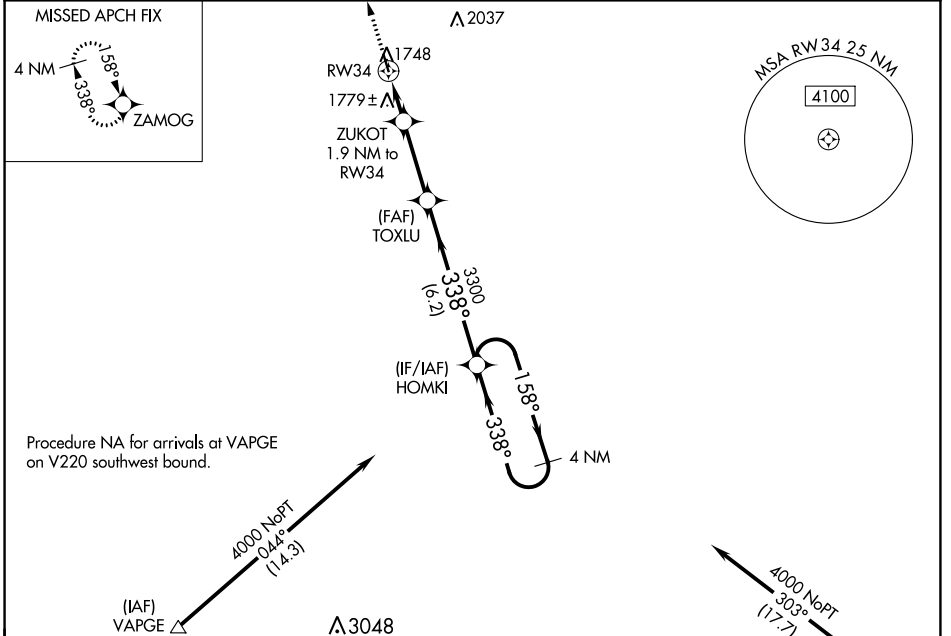 MISSED APCH FIX
4 NM
158°
338°
ZAMOG
2037
1748
RW34
1779±
ZUKOT
1.9 NM to
RW34
(FAF)
TOXLU
3300
338°
(6.2)
(IF/IAF)
HOMKI
158°
338°
4 NM
MSA RW34 25 NM
4100
Procedure NA for arrivals at VAPGE
on V220 southwest bound.
4000 NoPT
044°
(14.3)
(IAF)
VAPGE
3048
4000 NoPT
303°
(17.7)